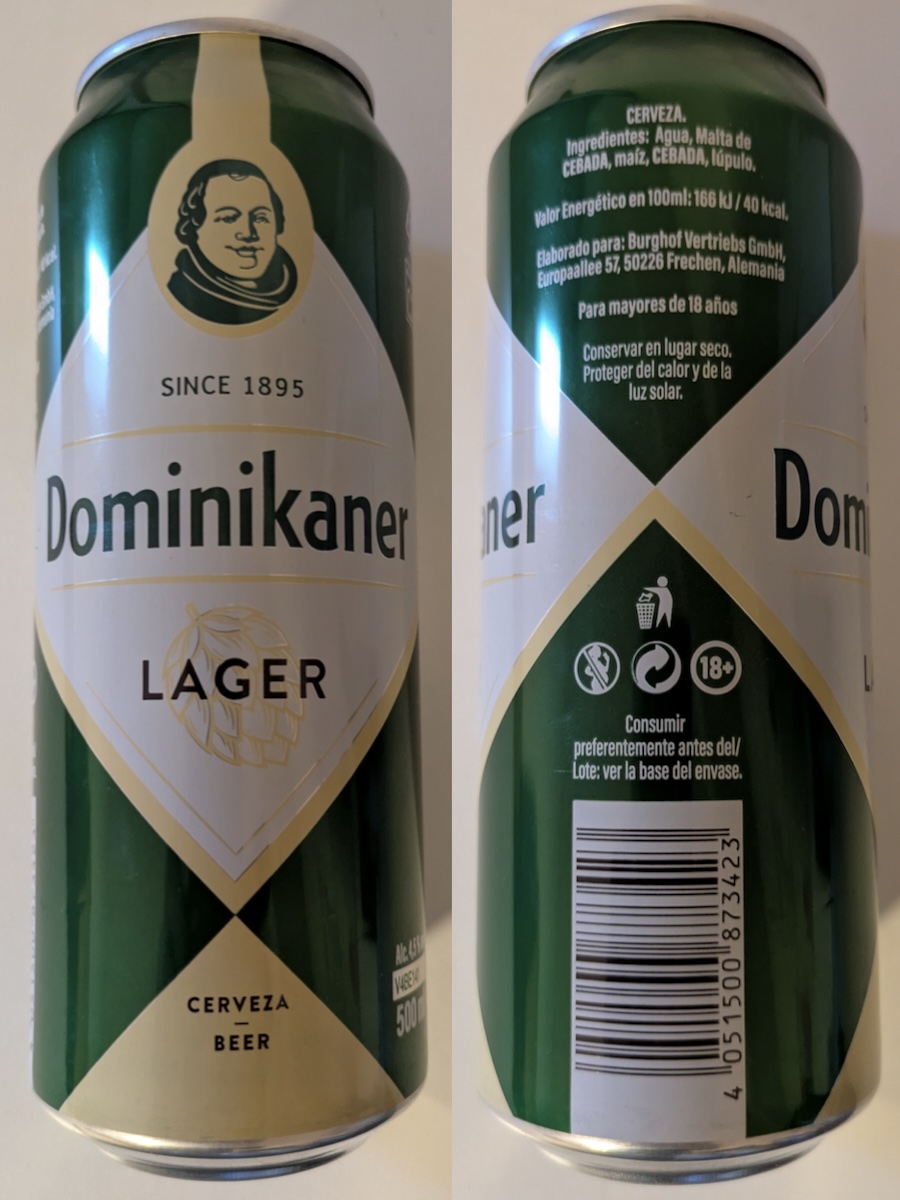 SINCE 1895
Dominikaner
LAGER
CERVEZA
–
BEER
Alc. 4,5%
500 m
CERVEZA.
Ingredientes: Agua, Malta de
CEBADA, maíz, CEBADA, lúpulo.
Valor Energético en 100ml: 166 kJ / 40 kcal.
Elaborado para: Burghof Vertriebs GmbH,
Europaallee 57, 50226 Frechen, Alemania
Para mayores de 18 años
Conservar en lugar seco.
Proteger del calor y de la
luz solar.
aner
Domi
18+
Consumir
preferentemente antes del/
Lote: ver la base del envase.
4 051500 873423